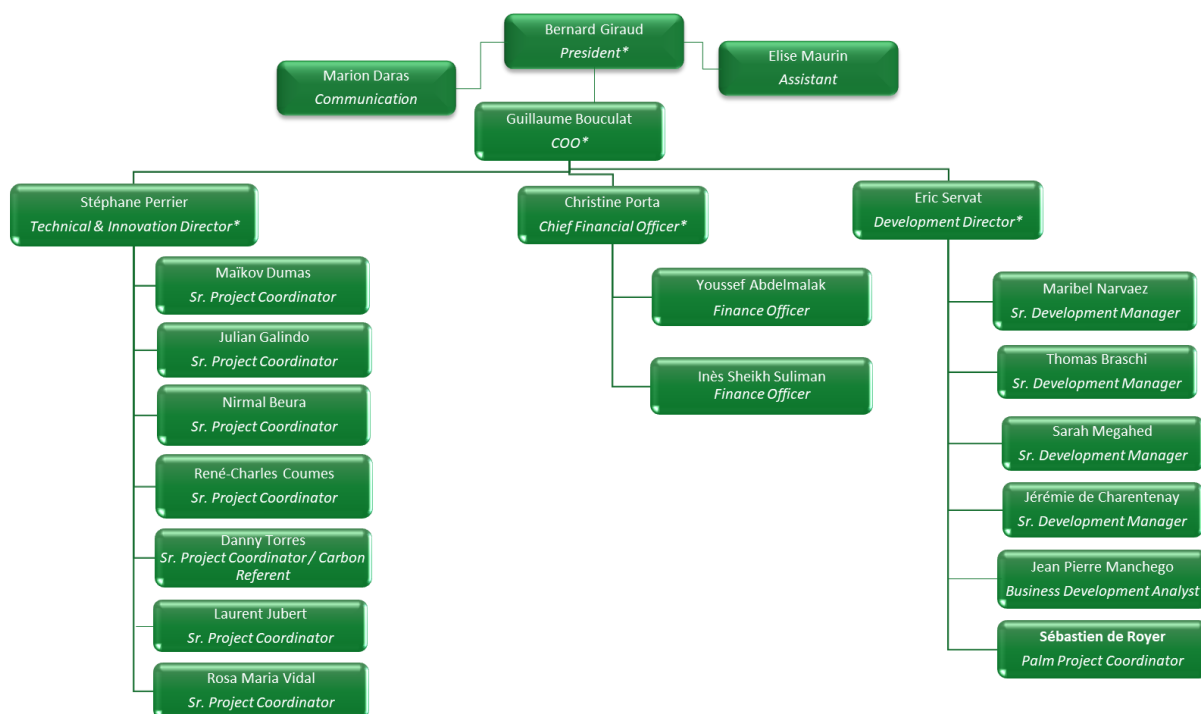 Bernard Giraud
President*
Marion Daras
Communication
Elise Maurin
Assistant
Guillaume Bouculat
COO*
Stéphane Perrier
Technical & Innovation Director*
Christine Porta
Chief Financial Officer*
Eric Servat
Development Director*
Maïkov Dumas
Sr. Project Coordinator
Julian Galindo
Sr. Project Coordinator
Nirmal Beura
Sr. Project Coordinator
René-Charles Coumes
Sr. Project Coordinator
Danny Torres
Sr. Project Coordinator / Carbon
Referent
Laurent Jubert
Sr. Project Coordinator
Rosa Maria Vidal
Sr. Project Coordinator
Youssef Abdelmalak
Finance Officer
Inès Sheikh Suliman
Finance Officer
Maribel Narvaez
Sr. Development Manager
Thomas Braschi
Sr. Development Manager
Sarah Megahed
Sr. Development Manager
Jérémie de Charentenay
Sr. Development Manager
Jean Pierre Manchego
Business Development Analyst
Sébastien de Royer
Palm Project Coordinator